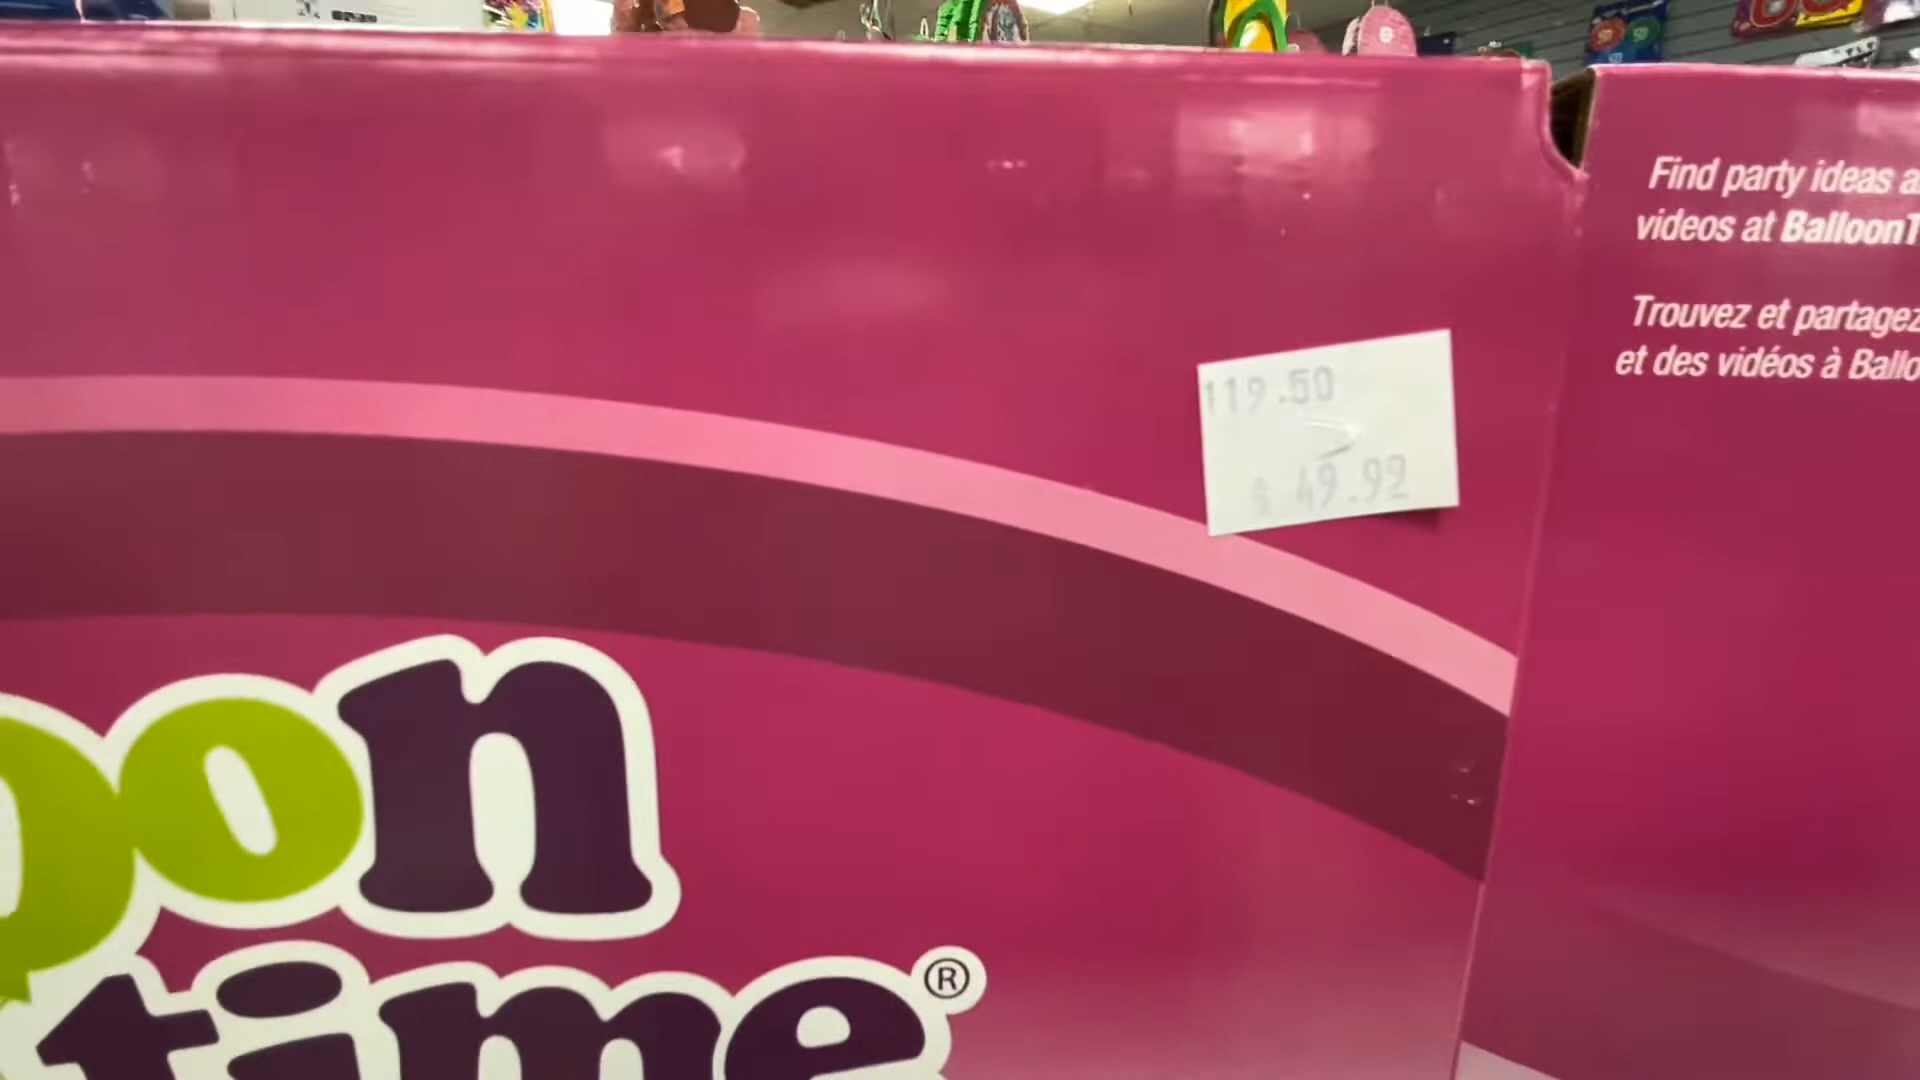 Find party ideas a
videos at BalloonT
Trouvez et partagez
et des vidéos à Ballo
119.50
$ 49.92
oon
time®